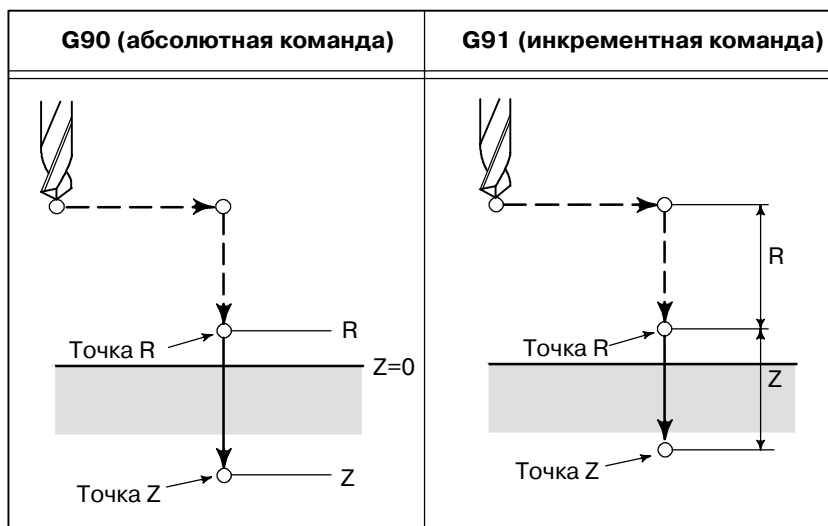 G90 (абсолютная команда)
G91 (инкрементная команда)
R
Точка R
Z=0
Z
Точка Z
R
Точка R
Z
Точка Z